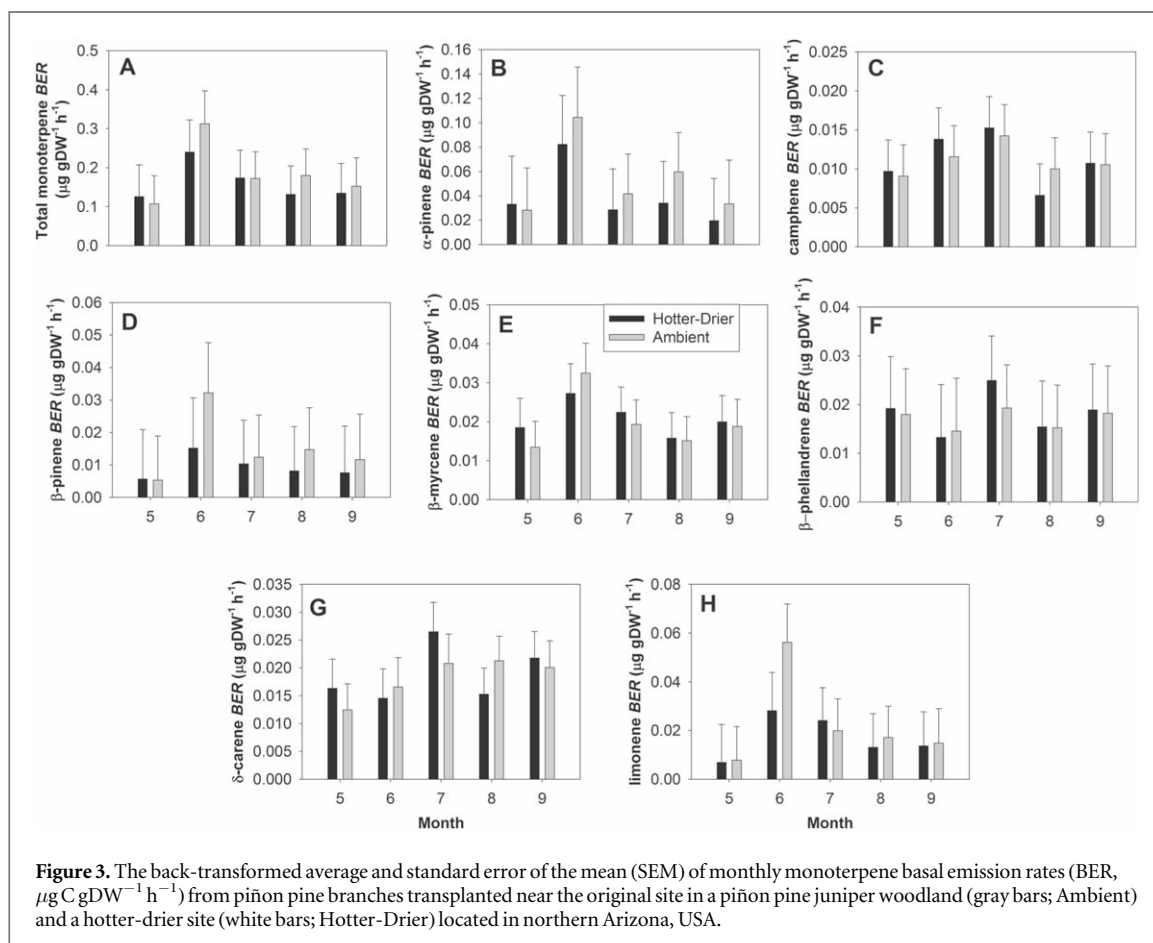 A
Total monoterpene BER
(μg gDW⁻¹ h⁻¹)
0.5
0.4
0.3
0.2
0.1
0.0
B
α-pinene BER (μg gDW⁻¹ h⁻¹)
0.16
0.14
0.12
0.10
0.08
0.06
0.04
0.02
0.00
C
camphene BER (μg gDW⁻¹ h⁻¹)
0.025
0.020
0.015
0.010
0.005
0.000
D
β-pinene BER (μg gDW⁻¹ h⁻¹)
0.06
0.05
0.04
0.03
0.02
0.01
0.00
5 6 7 8 9
E
β-myrcene BER (μg gDW⁻¹ h⁻¹)
0.05
0.04
0.03
0.02
0.01
0.00
Hotter-Drier
Ambient
5 6 7 8 9
F
β-phellandrene BER (μg gDW⁻¹ h⁻¹)
0.04
0.03
0.02
0.01
0.00
5 6 7 8 9
G
δ-carene BER (μg gDW⁻¹ h⁻¹)
0.035
0.030
0.025
0.020
0.015
0.010
0.005
0.000
5 6 7 8 9
H
limonene BER (μg gDW⁻¹ h⁻¹)
0.08
0.06
0.04
0.02
0.00
5 6 7 8 9
Month
Figure 3. The back-transformed average and standard error of the mean (SEM) of monthly monoterpene basal emission rates (BER,
μg C gDW⁻¹ h⁻¹) from piñon pine branches transplanted near the original site in a piñon pine juniper woodland (gray bars; Ambient)
and a hotter-drier site (white bars; Hotter-Drier) located in northern Arizona, USA.